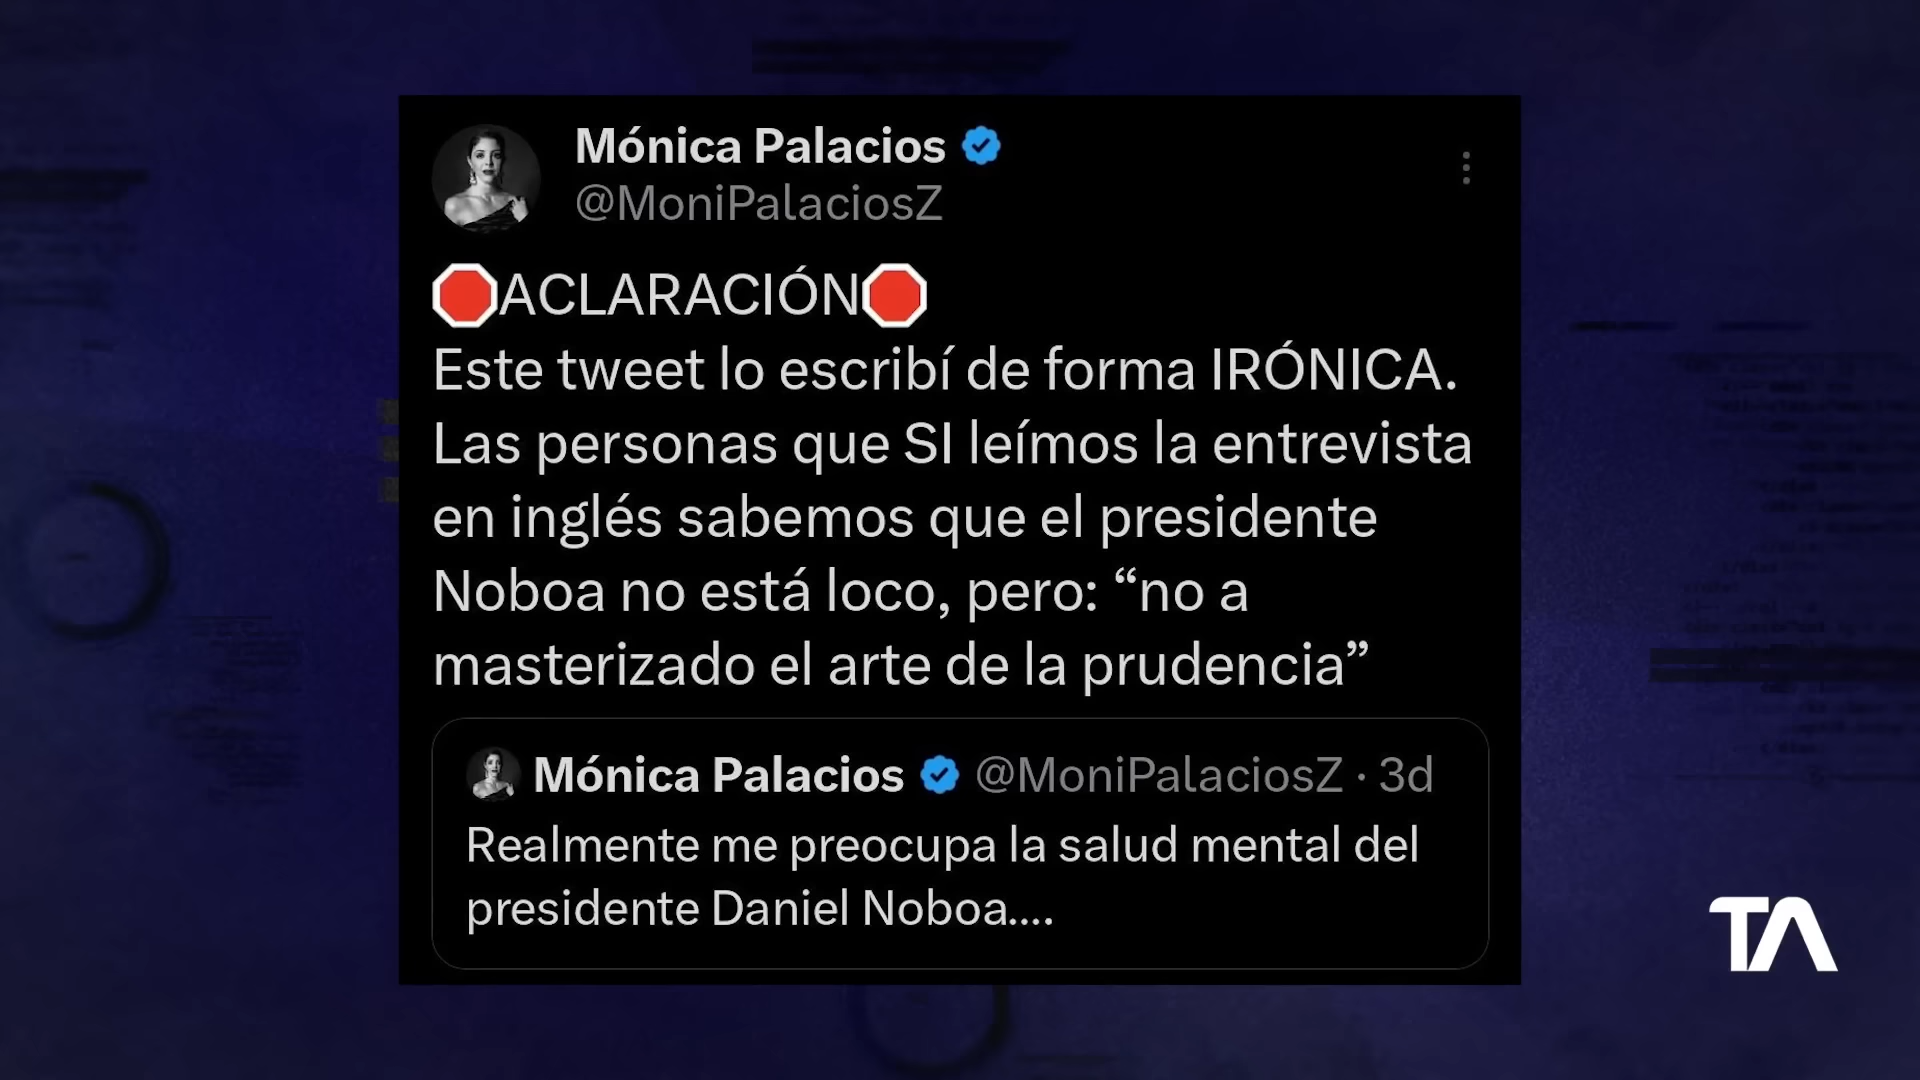 Mónica Palacios
@MoniPalaciosZ
🛑ACLARACIÓN🛑
Este tweet lo escribí de forma IRÓNICA.
Las personas que SI leímos la entrevista
en inglés sabemos que el presidente
Noboa no está loco, pero: “no a
masterizado el arte de la prudencia”
Mónica Palacios @MoniPalaciosZ · 3d
Realmente me preocupa la salud mental del
presidente Daniel Noboa....
TA